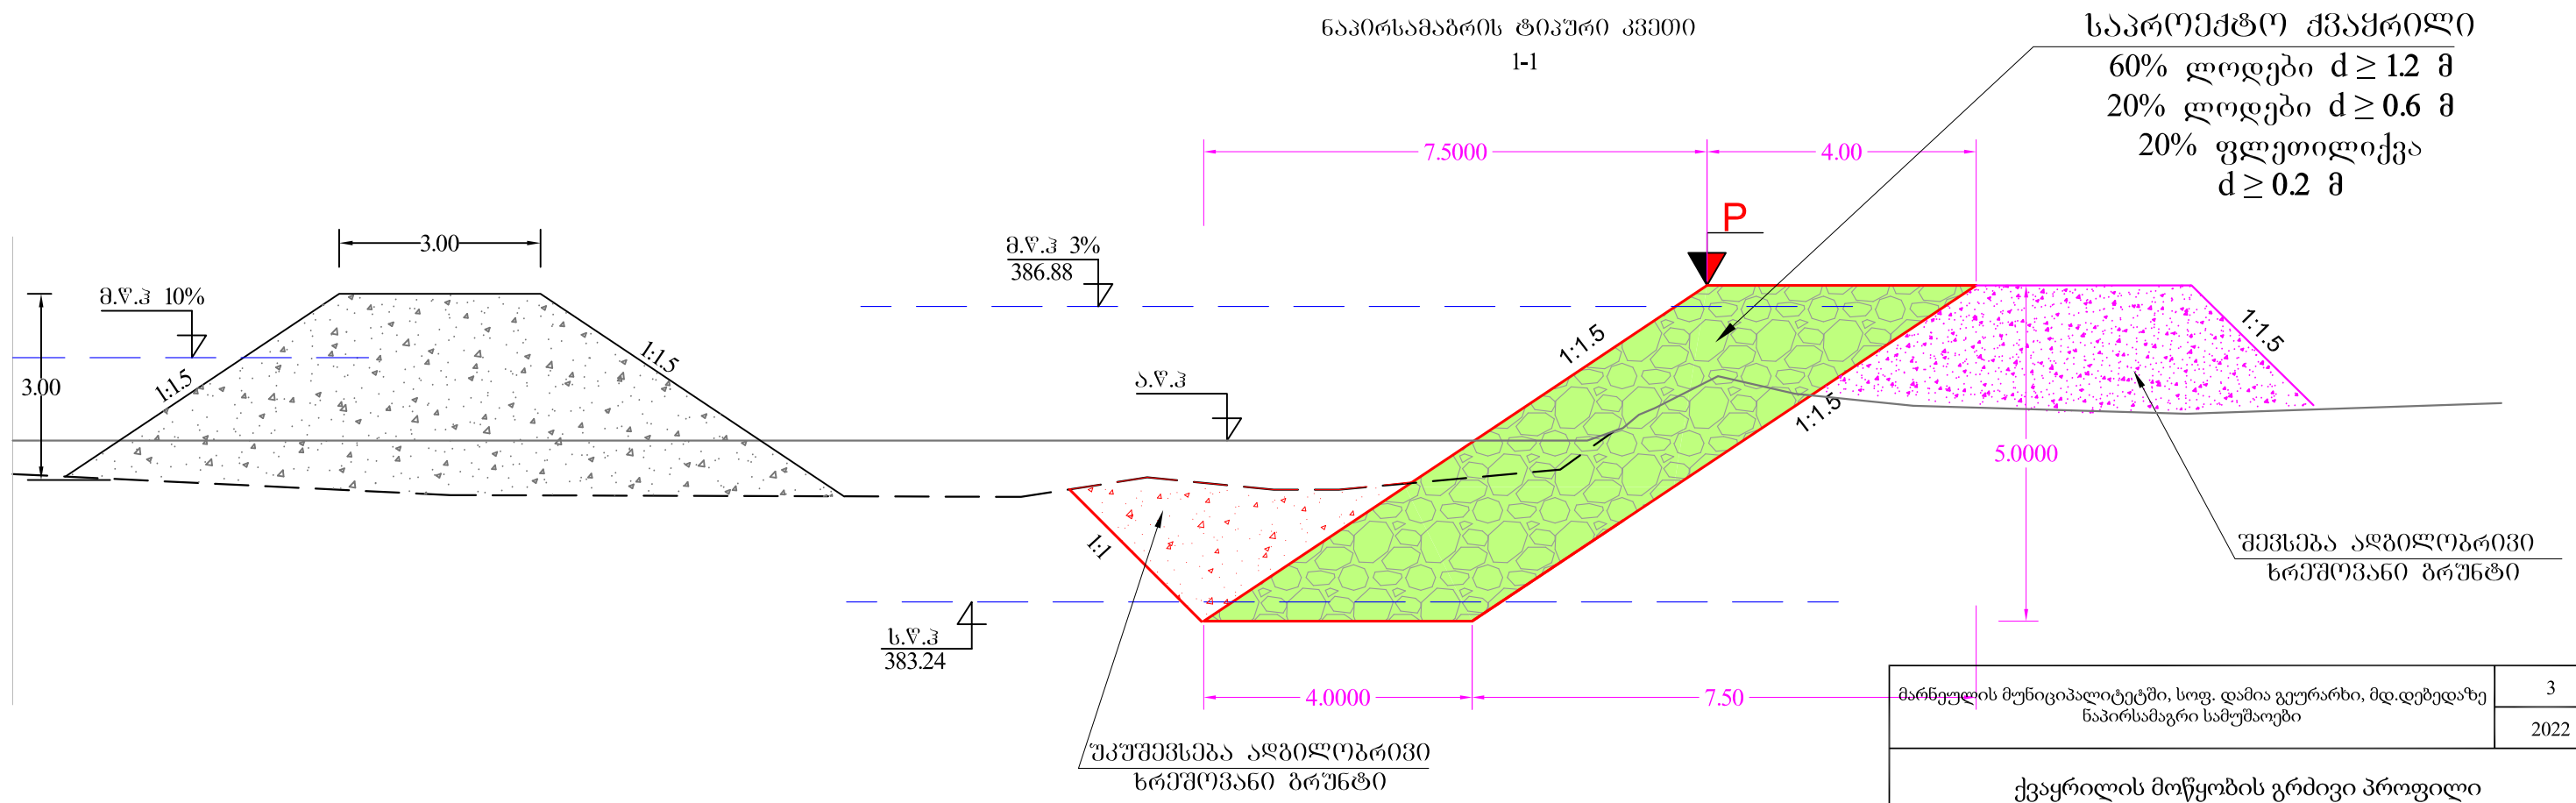 ნაპირსამაგრის ტიპური კვეთი
1-1
საპროექტო ქვაყრილი
60% ლოდები d ≥ 1.2 მ
20% ლოდები d ≥ 0.6 მ
20% ფლეთილიქვა
d ≥ 0.2 მ
7.5000
4.00
P
3.00
მ.წ.ჰ 10%
მ.წ.ჰ 3%
386.88
1:1.5
1:1.5
3.00
ა.წ.ჰ
1:1.5
1:1.5
1:1.5
5.0000
1:1
შევსება ადგილობრივი
ხრეშოვანი გრუნტი
ს.წ.ჰ
383.24
4.0000
7.50
უკუშევსება ადგილობრივი
ხრეშოვანი გრუნტი
მარნეულის მუნიციპალიტეტში, სოფ. დამია გეურარხი, მდ.დებედაზე
ნაპირსამაგრი სამუშაოები
3
2022
ქვაყრილის მოწყობის გრძივი პროფილი